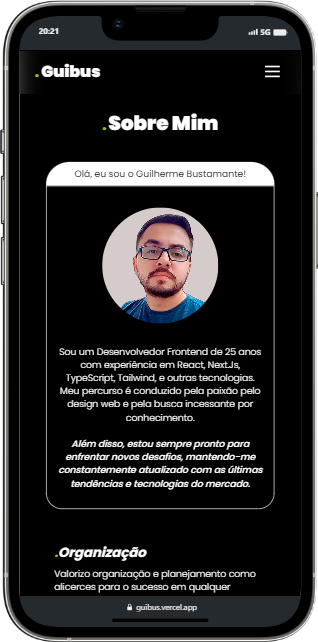 20:21
5G
.Guibus
.Sobre Mim
Olá, eu sou o Guilherme Bustamante!
Sou um Desenvolvedor Frontend de 25 anos
com experiência em React, Next.Js,
TypeScript, Tailwind, e outras tecnologias.
Meu percurso é conduzido pela paixão pelo
design web e pela busca incessante por
conhecimento.
Além disso, estou sempre pronto para
enfrentar novos desafios, mantendo-me
constantemente atualizado com as últimas
tendências e tecnologias do mercado.
.Organização
Valorizo organização e planejamento como
alicerces para o sucesso em qualquer
guibus.vercel.app